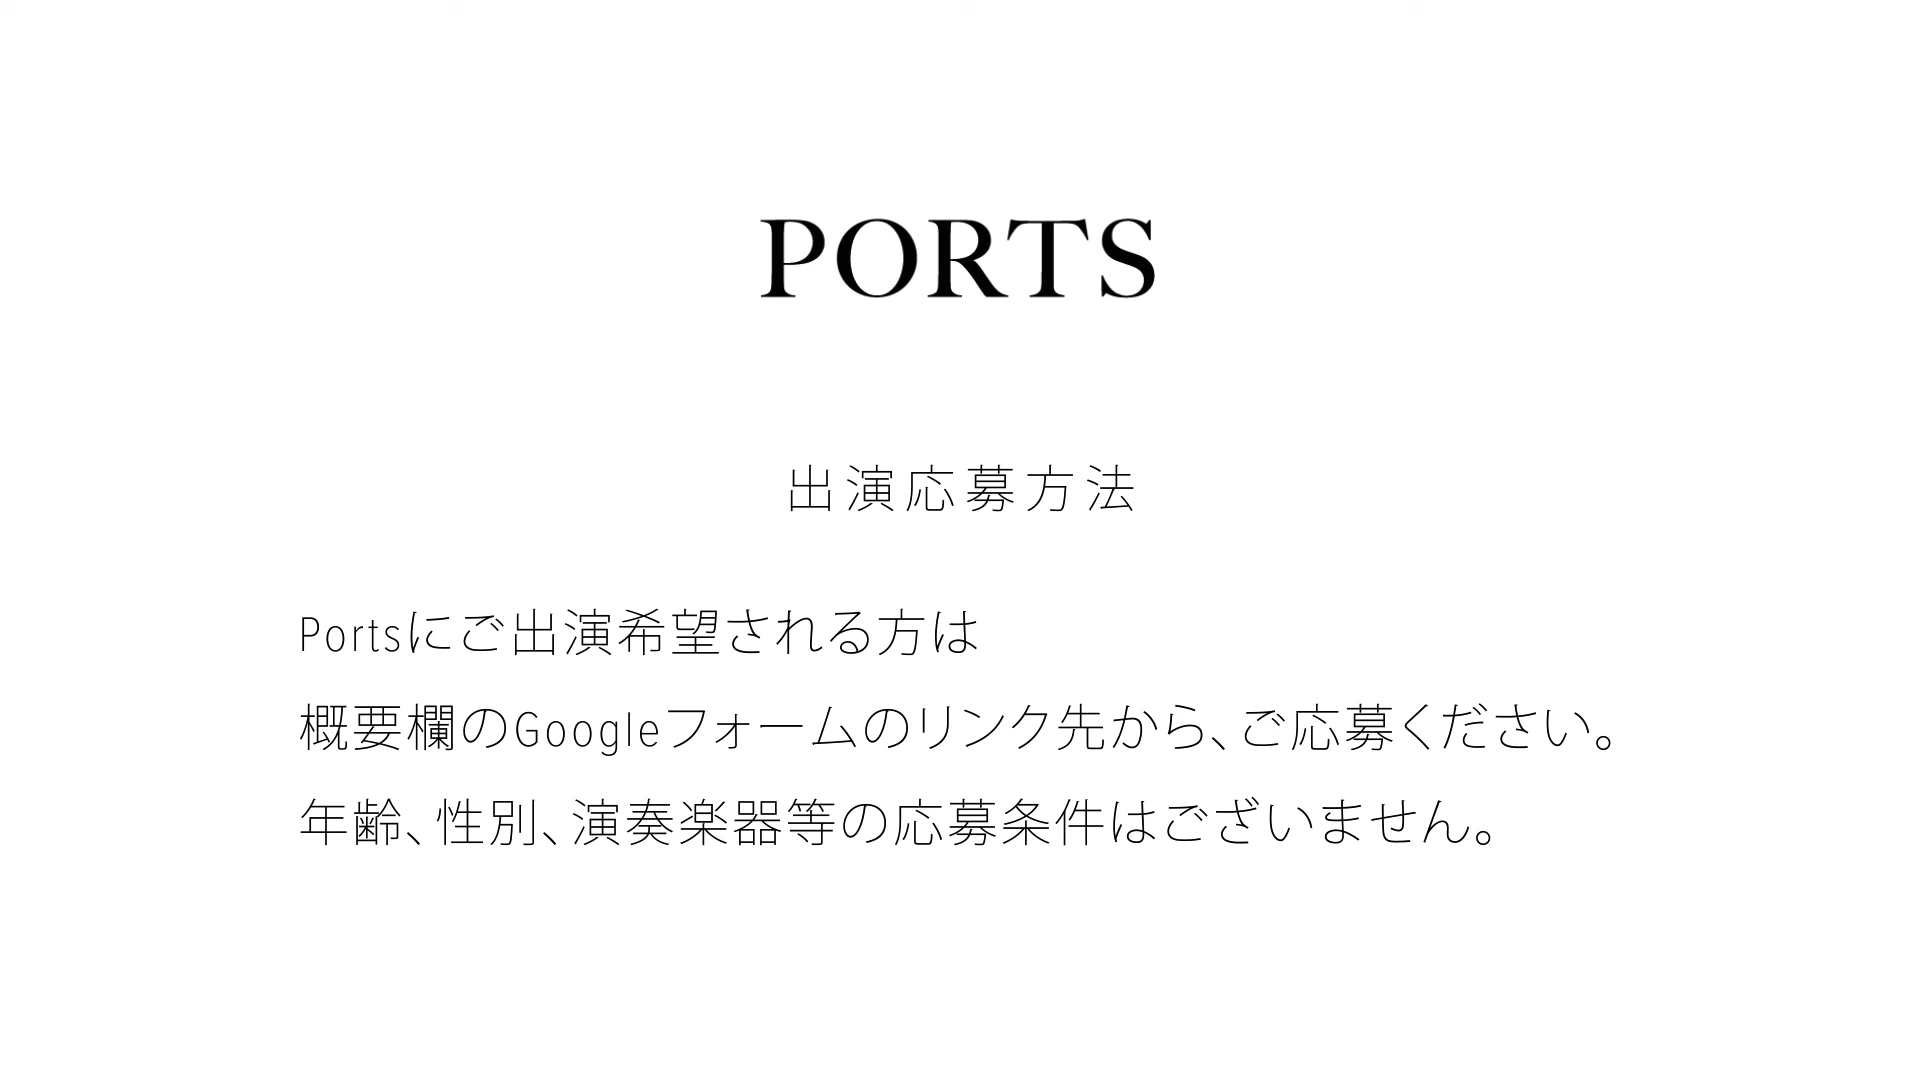 PORTS
出演応募方法
Portsにご出演希望される方は
概要欄のGoogleフォームのリンク先から、ご応募ください。
年齢、性別、演奏楽器等の応募条件はございません。